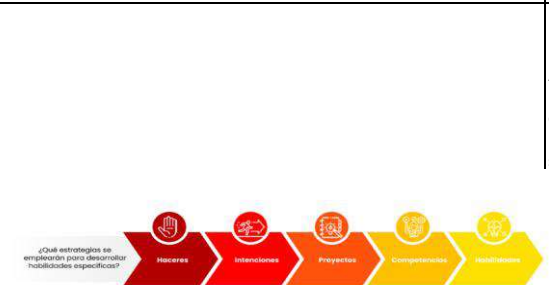 ¿Qué estrategias se
emplearán para desarrollar
habilidades específicas?
Haceres
Intenciones
Proyectos
Competencias
Habilidades